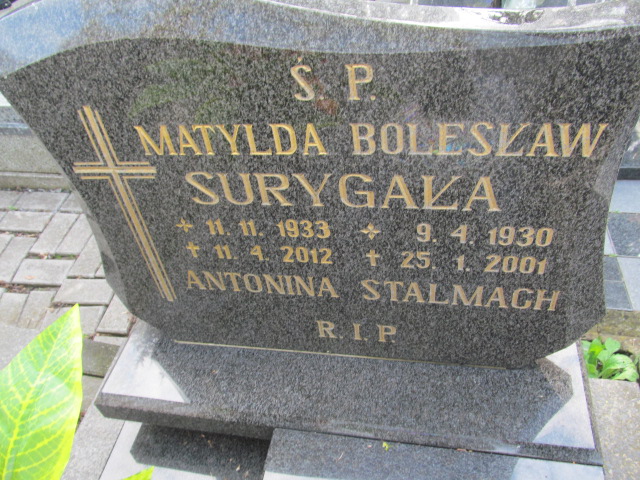 Ś. P.
MATYLDA BOLESŁAW
SURYGAŁA
* 11. 11. 1933 * 9. 4. 1930
† 11. 4. 2012 † 25. 1. 2001
ANTONINA STALMACH
R. I. P.